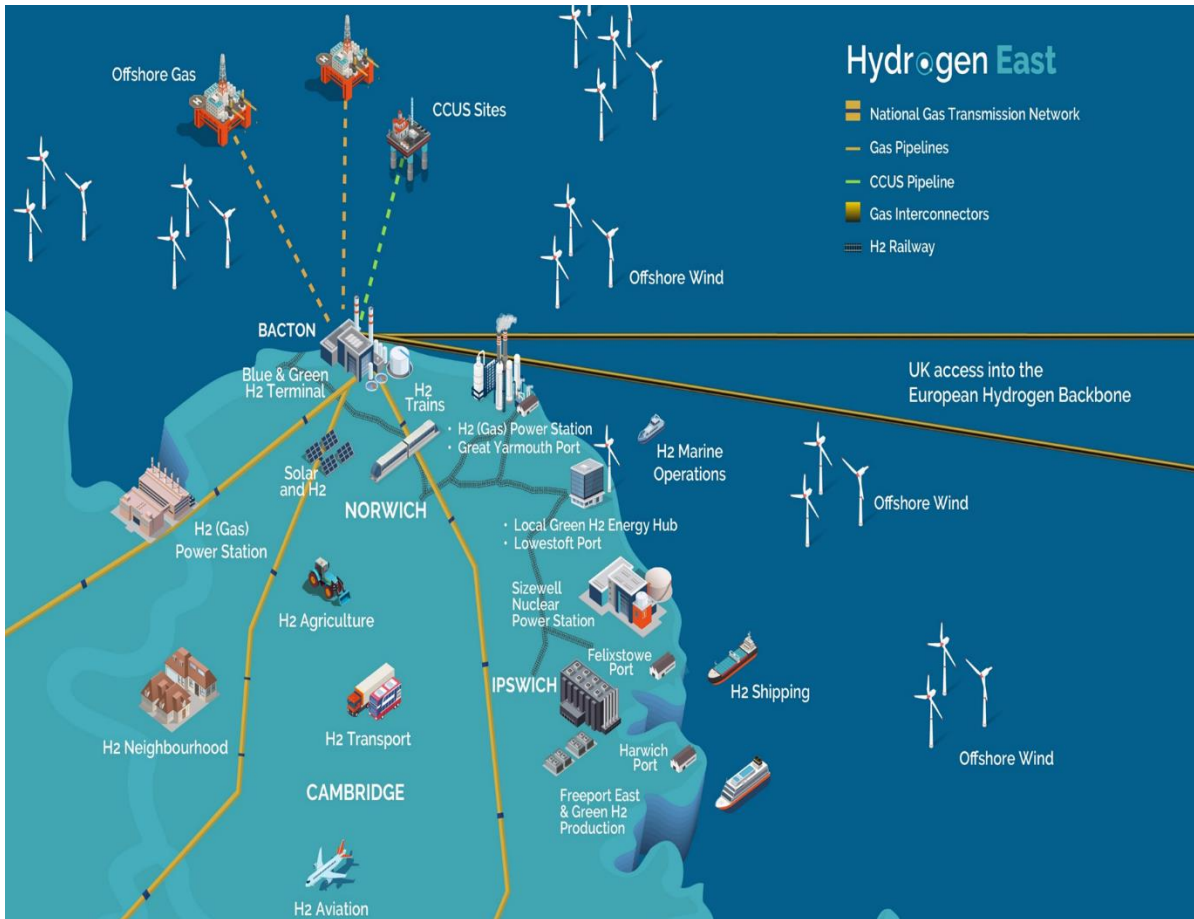 Hydrogen East
National Gas Transmission Network
Gas Pipelines
CCUS Pipeline
Gas Interconnectors
H2 Railway
Offshore Gas
CCUS Sites
Offshore Wind
BACTON
Blue & Green
H2 Terminal
H2
Trains
• H2 (Gas) Power Station
• Great Yarmouth Port
UK access into the
European Hydrogen Backbone
H2 Marine
Operations
Solar
and H2
NORWICH
Offshore Wind
H2 (Gas)
Power Station
• Local Green H2 Energy Hub
• Lowestoft Port
H2 Agriculture
Sizewell
Nuclear
Power Station
Felixstowe
Port
IPSWICH
H2 Shipping
H2 Neighbourhood
H2 Transport
Harwich
Port
Offshore Wind
CAMBRIDGE
Freeport East
& Green H2
Production
H2 Aviation